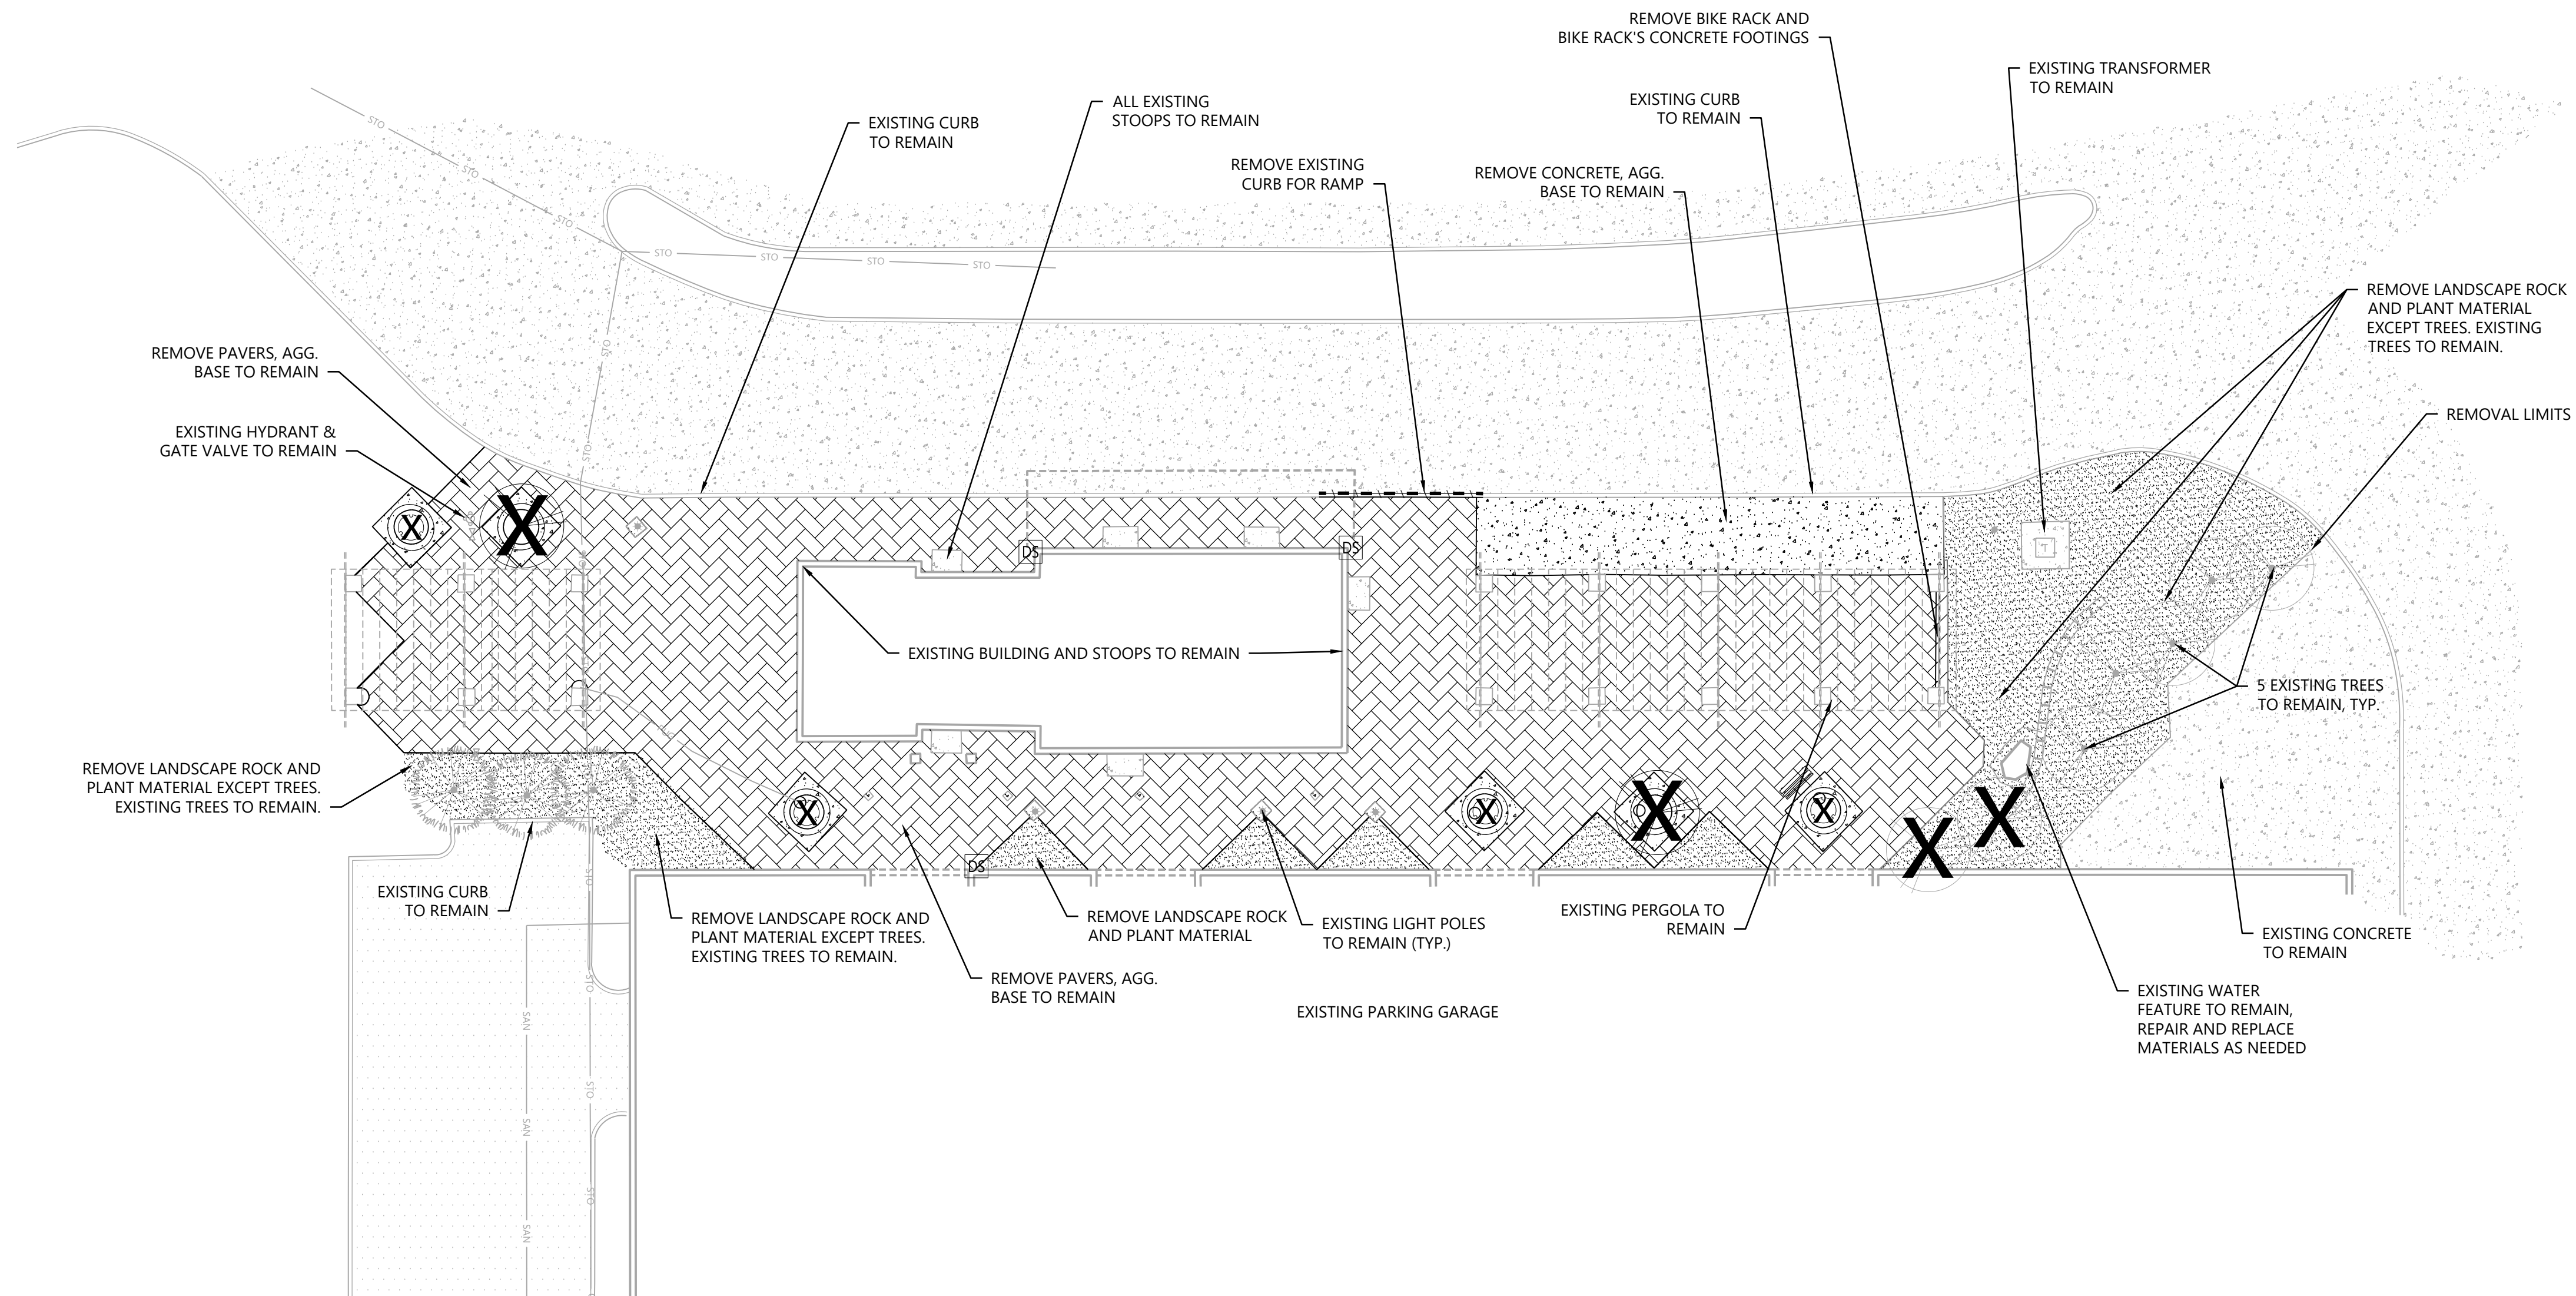 REMOVE BIKE RACK AND
BIKE RACK'S CONCRETE FOOTINGS
EXISTING TRANSFORMER
TO REMAIN
ALL EXISTING
STOOPS TO REMAIN
EXISTING CURB
TO REMAIN
EXISTING CURB
TO REMAIN
REMOVE EXISTING
CURB FOR RAMP
REMOVE CONCRETE, AGG.
BASE TO REMAIN
STO
STO
STO
STO
STO
STO
STO
STO
STO
REMOVE LANDSCAPE ROCK
AND PLANT MATERIAL
EXCEPT TREES. EXISTING
TREES TO REMAIN.
REMOVE PAVERS, AGG.
BASE TO REMAIN
REMOVAL LIMITS
EXISTING HYDRANT &
GATE VALVE TO REMAIN
X
X
DS
DS
T
EXISTING BUILDING AND STOOPS TO REMAIN
5 EXISTING TREES
TO REMAIN, TYP.
REMOVE LANDSCAPE ROCK AND
PLANT MATERIAL EXCEPT TREES.
EXISTING TREES TO REMAIN.
X
X
X
X
X
X
DS
EXISTING CURB
TO REMAIN
REMOVE LANDSCAPE ROCK AND
PLANT MATERIAL EXCEPT TREES.
EXISTING TREES TO REMAIN.
REMOVE LANDSCAPE ROCK
AND PLANT MATERIAL
EXISTING LIGHT POLES
TO REMAIN (TYP.)
EXISTING PERGOLA TO
REMAIN
EXISTING CONCRETE
TO REMAIN
REMOVE PAVERS, AGG.
BASE TO REMAIN
EXISTING PARKING GARAGE
EXISTING WATER
FEATURE TO REMAIN,
REPAIR AND REPLACE
MATERIALS AS NEEDED
STO
STO
STO
STO
SAN
SAN
SAN